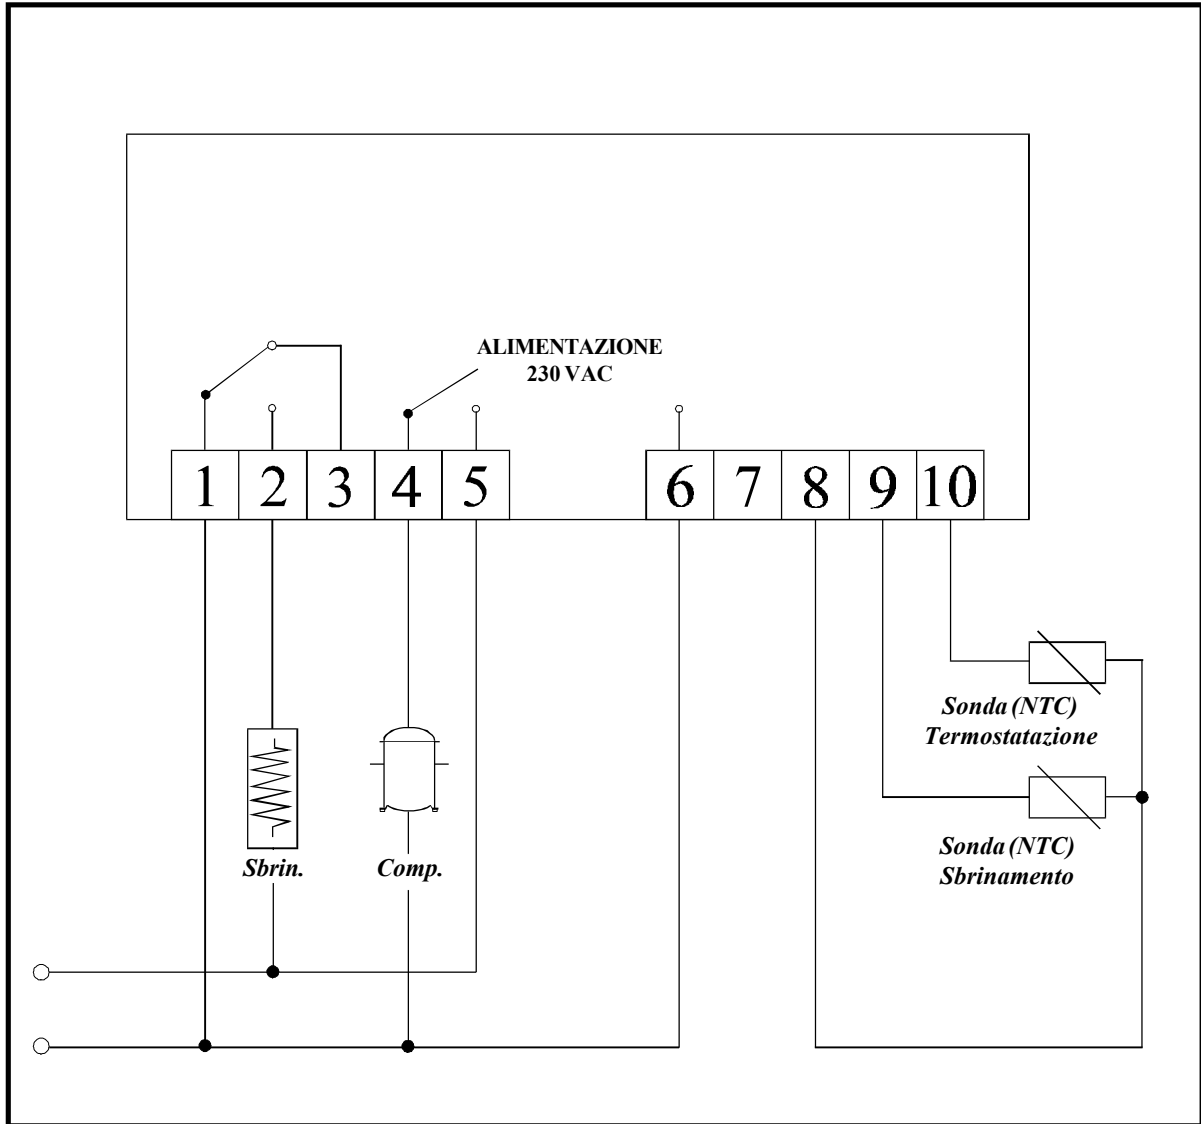 ALIMENTAZIONE
230 VAC
1 2 3 4 5 6 7 8 9 10
Sonda (NTC)
Termostatazione
Sonda (NTC)
Sbrinamento
Sbrin. Comp.